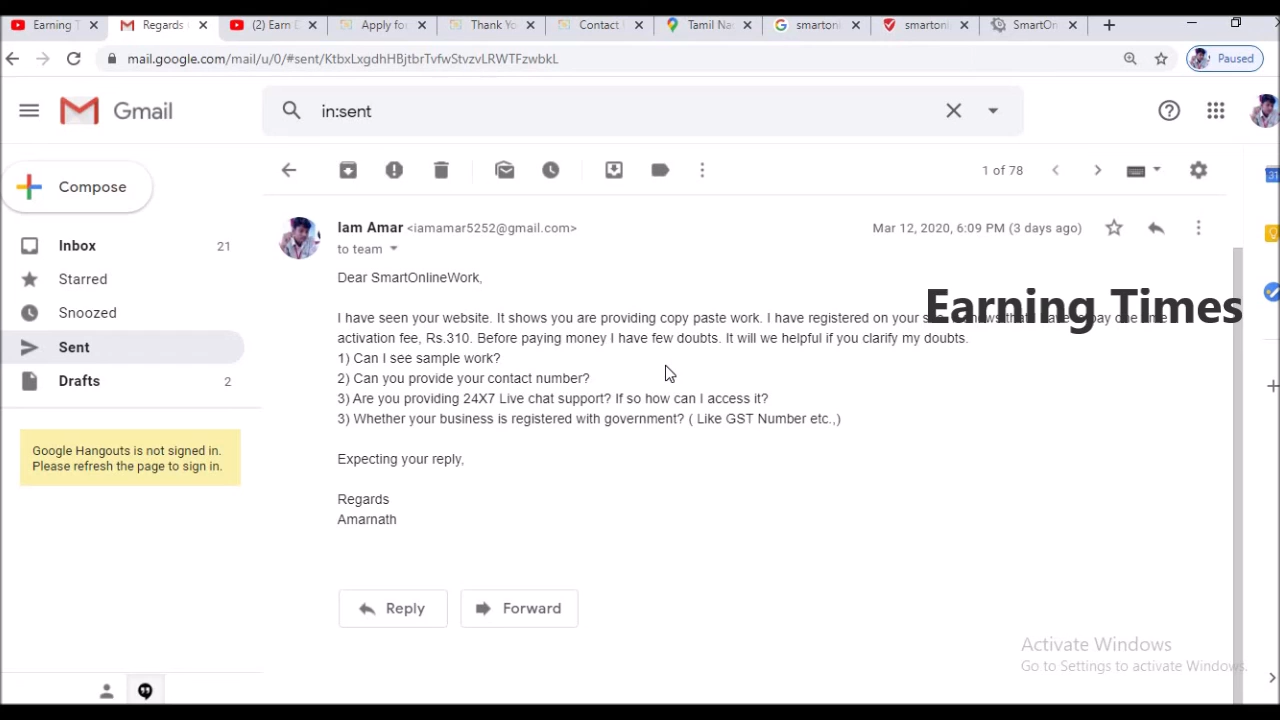 Earning
Regards
(2) Earn
Apply fo
Thank Yo
Contact
Tamil Na
smartonl
smartonl
SmartOn
mail.google.com/mail/u/0/#sent/KtbxLxgdhHBjtbrTvfwStvzvLRWTFzwbkL
Paused
Gmail
in:sent
Compose
1 of 78
Inbox 21
Starred
Snoozed
Sent
Drafts 2
Google Hangouts is not signed in.
Please refresh the page to sign in.
Iam Amar <iamamar5252@gmail.com>
Mar 12, 2020, 6:09 PM (3 days ago)
to team
Dear SmartOnlineWork,
Earning Times
I have seen your website. It shows you are providing copy paste work. I have registered on your
activation fee, Rs.310. Before paying money I have few doubts. It will we helpful if you clarify my doubts.
1) Can I see sample work?
2) Can you provide your contact number?
3) Are you providing 24X7 Live chat support? If so how can I access it?
3) Whether your business is registered with government? ( Like GST Number etc.,)
Expecting your reply,
Regards
Amarnath
Reply
Forward
Activate Windows
Go to Settings to activate Windows.
31